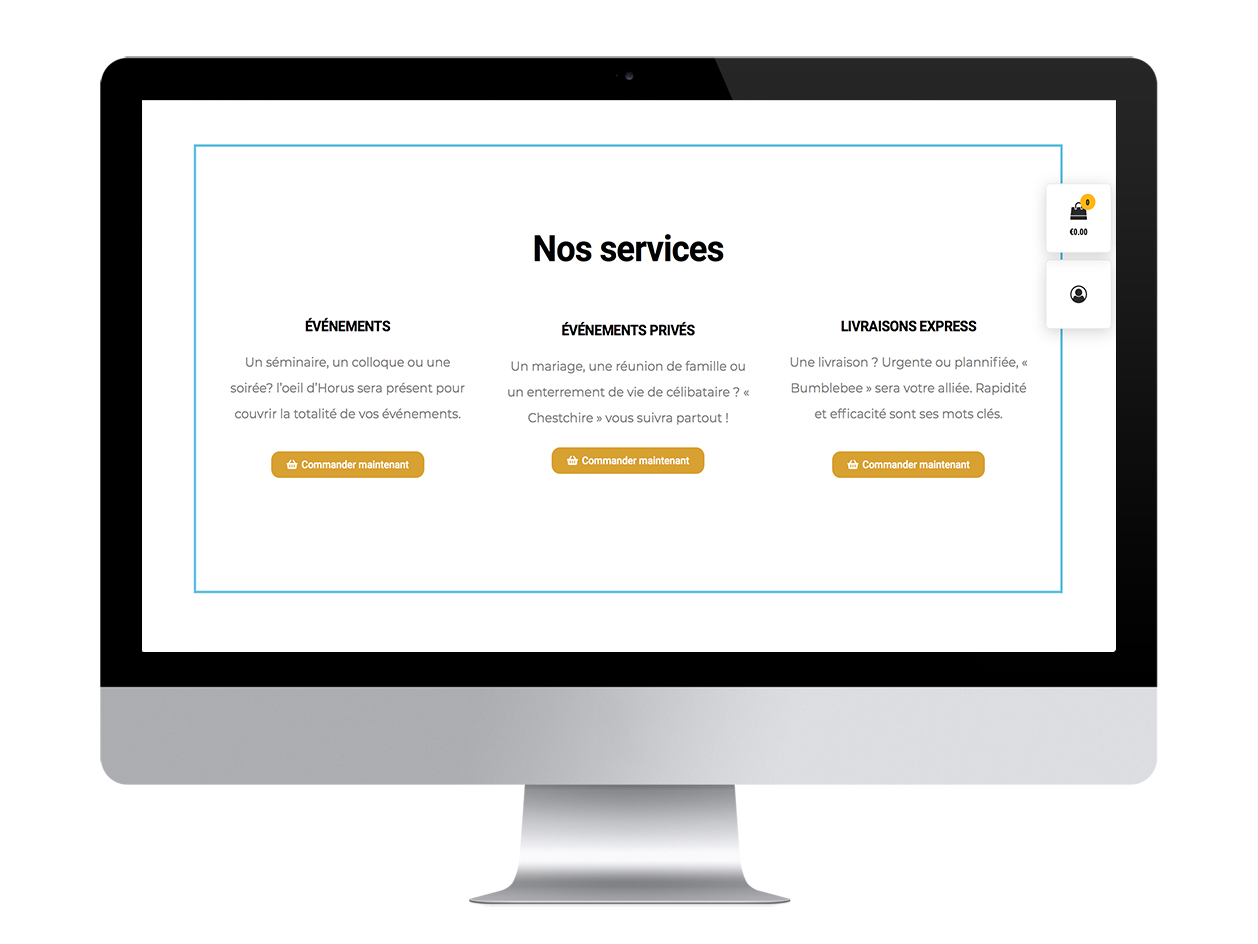 0
€0.00
Nos services
ÉVÉNEMENTS
Un séminaire, un colloque ou une
soirée? l'oeil d'Horus sera présent pour
couvrir la totalité de vos événements.
Commander maintenant
ÉVÉNEMENTS PRIVÉS
Un mariage, une réunion de famille ou
un enterrement de vie de célibataire ? «
Chestchire » vous suivra partout !
Commander maintenant
LIVRAISONS EXPRESS
Une livraison ? Urgente ou plannifiée, «
Bumblebee » sera votre alliée. Rapidité
et efficacité sont ses mots clés.
Commander maintenant